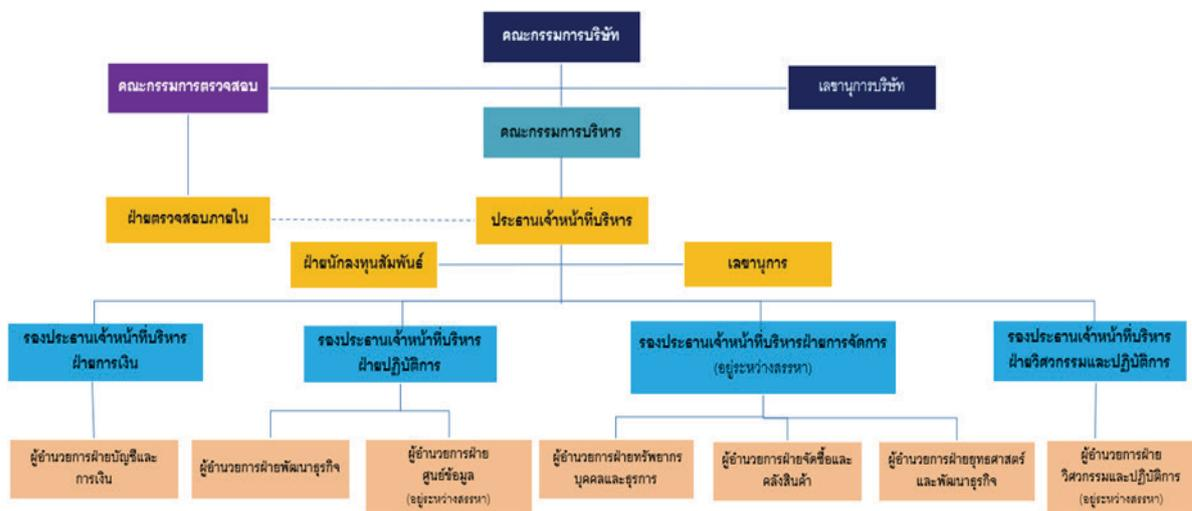 คณะกรรมการบริษัท
คณะกรรมการตรวจสอบ
เลขานุการบริษัท
คณะกรรมการบริหาร
ฝ่ายตรวจสอบภายใน
ประธานเจ้าหน้าที่บริหาร
ฝ่ายนักลงทุนสัมพันธ์
เลขานุการ
รองประธานเจ้าหน้าที่บริหาร
ฝ่ายการเงิน
รองประธานเจ้าหน้าที่บริหาร
ฝ่ายปฏิบัติการ
รองประธานเจ้าหน้าที่บริหารฝ่ายการจัดการ
(อยู่ระหว่างสรรหา)
รองประธานเจ้าหน้าที่บริหาร
ฝ่ายวิศวกรรมและปฏิบัติการ
ผู้อำนวยการฝ่ายบัญชีและ
การเงิน
ผู้อำนวยการฝ่ายพัฒนาธุรกิจ
ผู้อำนวยการฝ่าย
ศูนย์ข้อมูล
(อยู่ระหว่างสรรหา)
ผู้อำนวยการฝ่ายทรัพยากร
บุคคลและธุรการ
ผู้อำนวยการฝ่ายจัดซื้อและ
คลังสินค้า
ผู้อำนวยการฝ่ายยุทธศาสตร์
และพัฒนาธุรกิจ
ผู้อำนวยการฝ่าย
วิศวกรรมและปฏิบัติการ
(อยู่ระหว่างสรรหา)